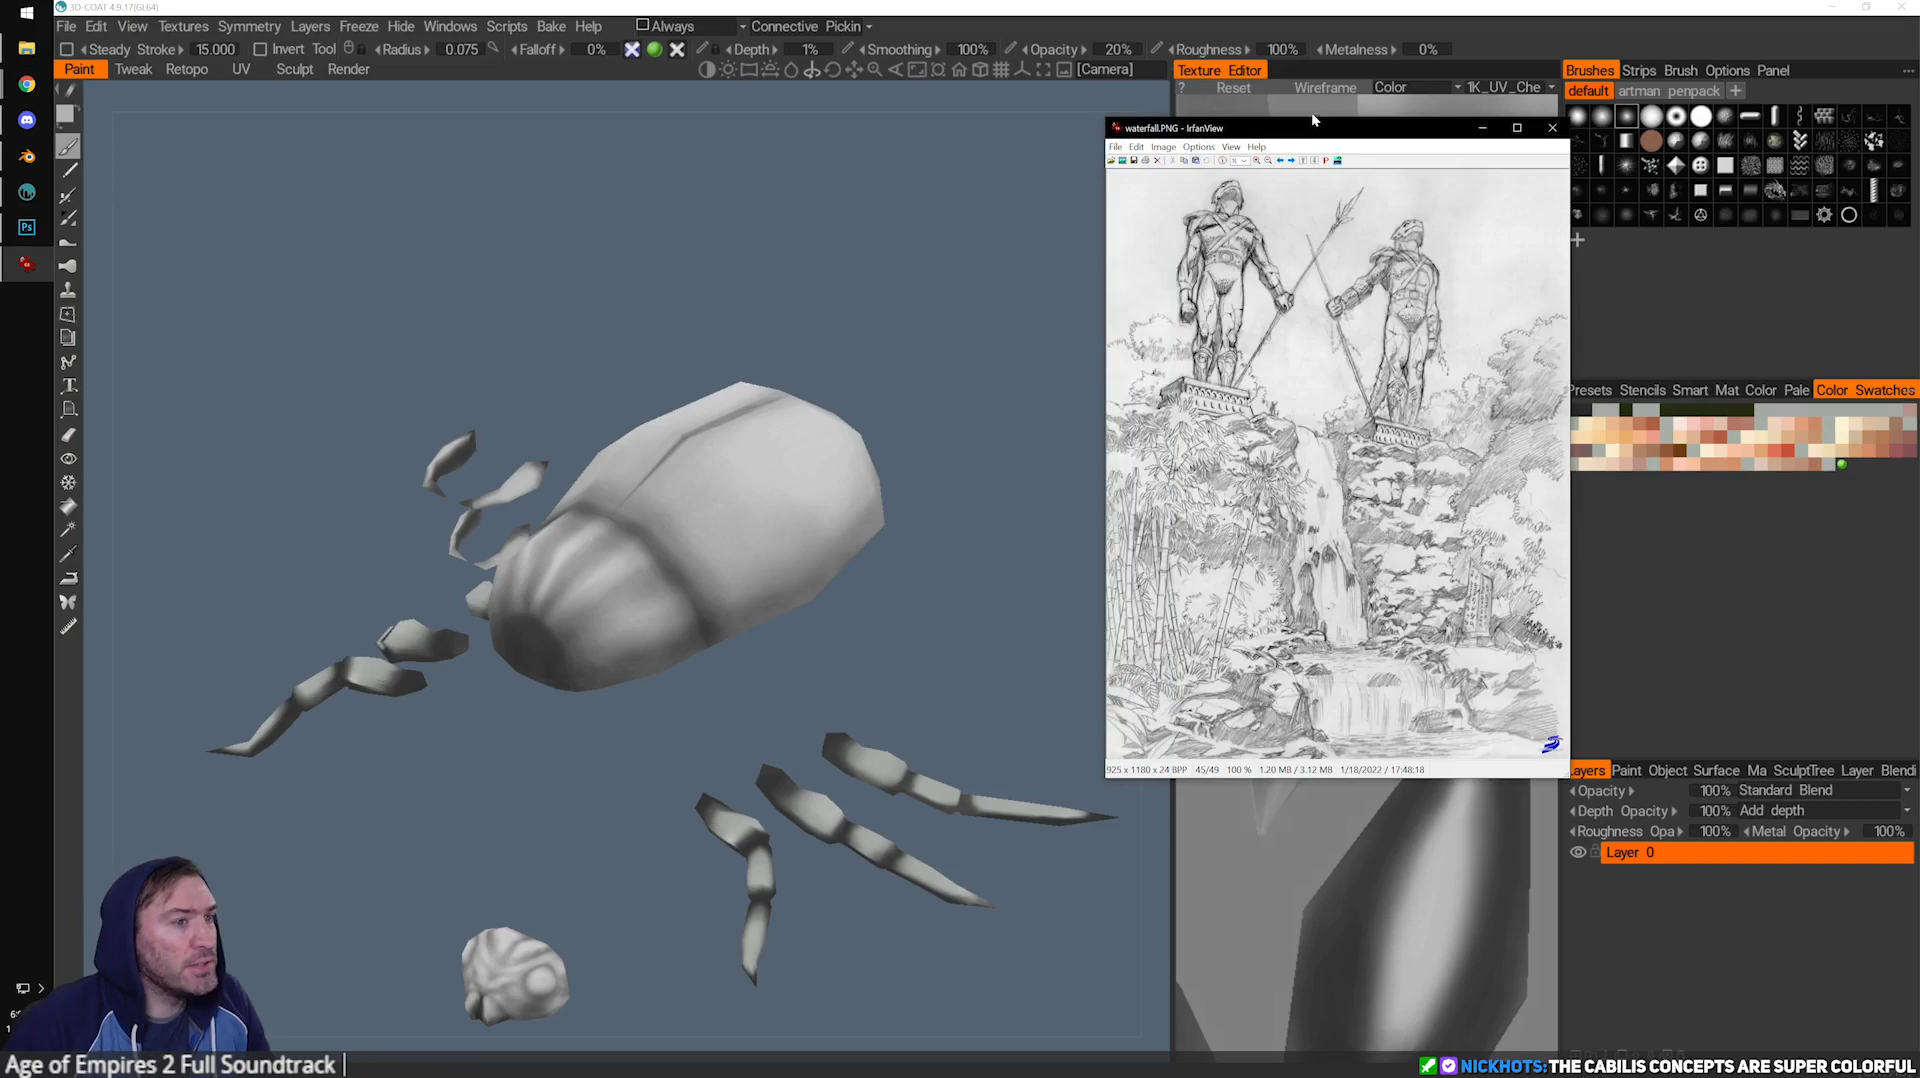 3D-COAT 4.9.17(GL64)
File Edit View Textures Symmetry Layers Freeze Hide Windows Scripts Bake Help Always Connective Pickin
Steady Stroke 15.000 Invert Tool Radius 0.075 Falloff 0% Depth 1% Smoothing 100% Opacity 20% Roughness 100% Metalness 0%
Paint Tweak Retopo UV Sculpt Render [Camera]
Texture Editor
? Reset Wireframe Color 1K_UV_Che
Brushes Strips Brush Options Panel
default artman penpack +
waterfall.PNG - IrfanView
File Edit Image Options View Help
925 x 1180 x 24 BPP 45/49 100 % 1.20 MB / 3.12 MB 1/18/2022 / 17:48:18
Presets Stencils Smart Mat Color Pale Color Swatches
Layers Paint Object Surface Ma SculptTree Layer Blendi
Opacity 100% Standard Blend
Depth Opacity 100% Add depth
Roughness Opa 100% Metal Opacity 100%
Layer 0
Ps
Age of Empires 2 Full Soundtrack |
NICKHOTS: THE CABILIS CONCEPTS ARE SUPER COLORFUL